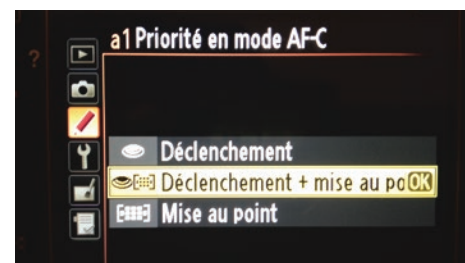 a1 Priorité en mode AF-C
Déclenchement
Déclenchement + mise au po OK
Mise au point